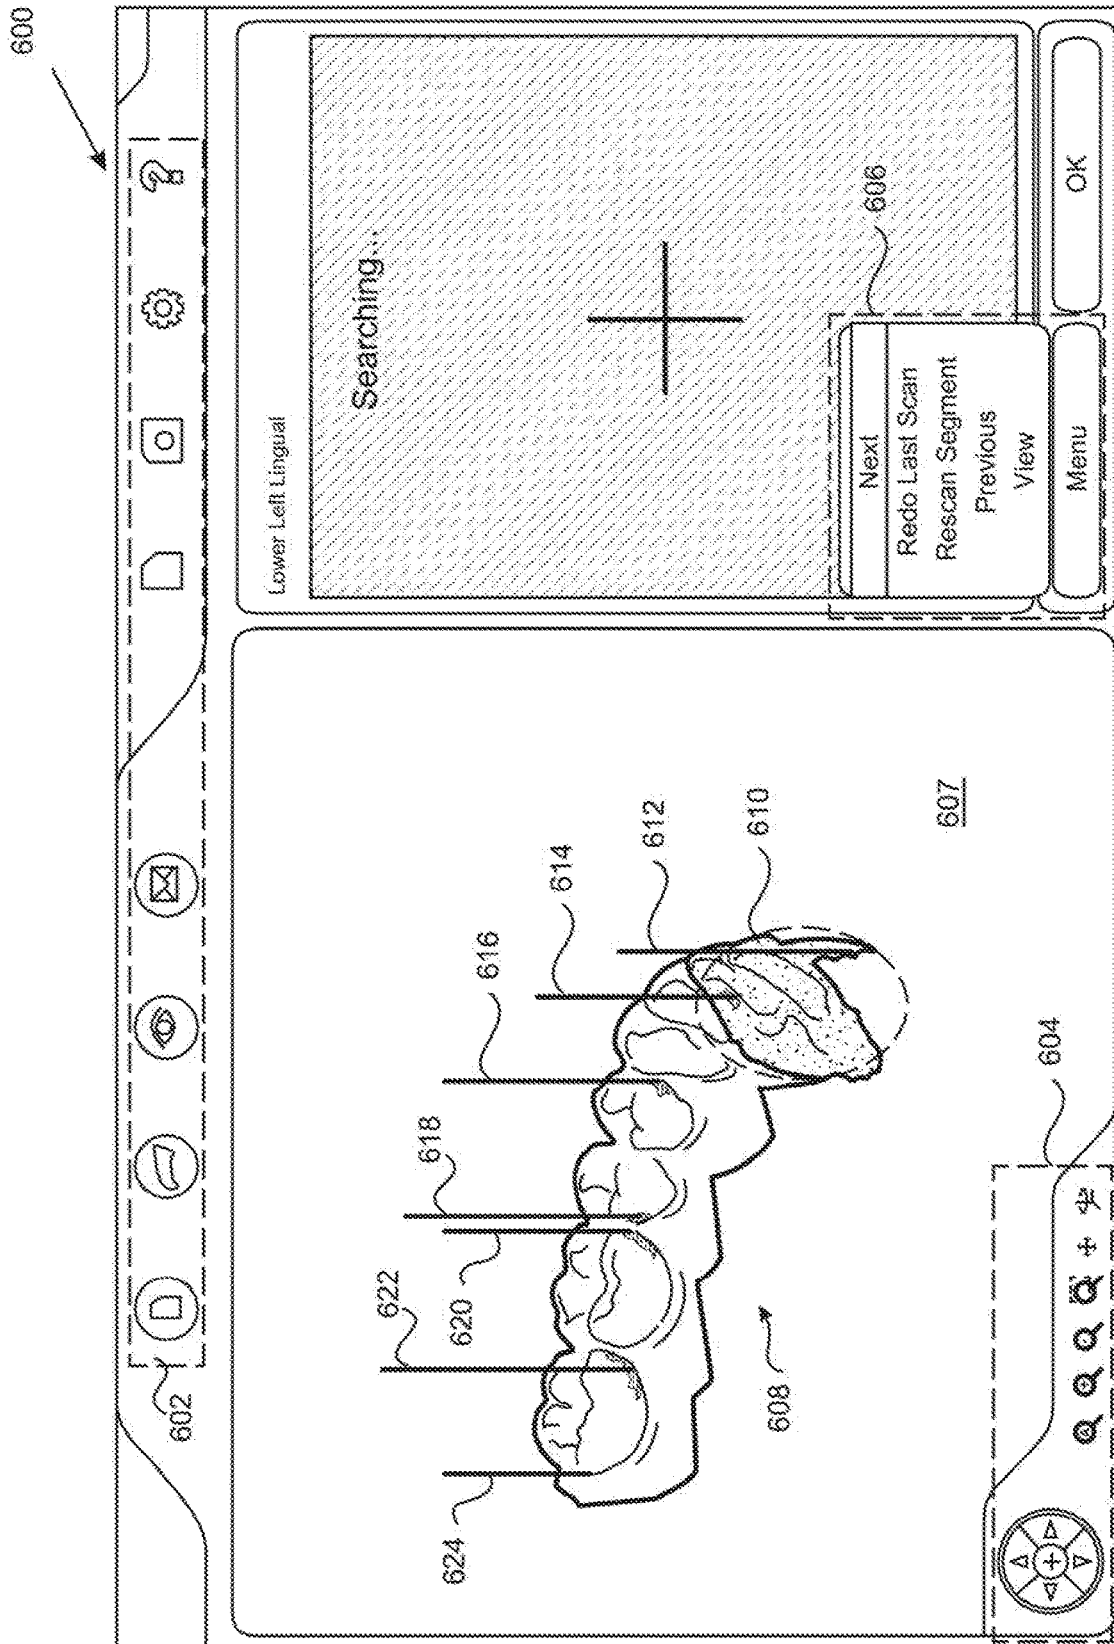 600
602
Lower Left Lingual
Searching...
606
Next
Redo Last Scan
Rescan Segment
Previous
View
Menu
OK
624
622
620
618
616
614
612
610
608
607
604